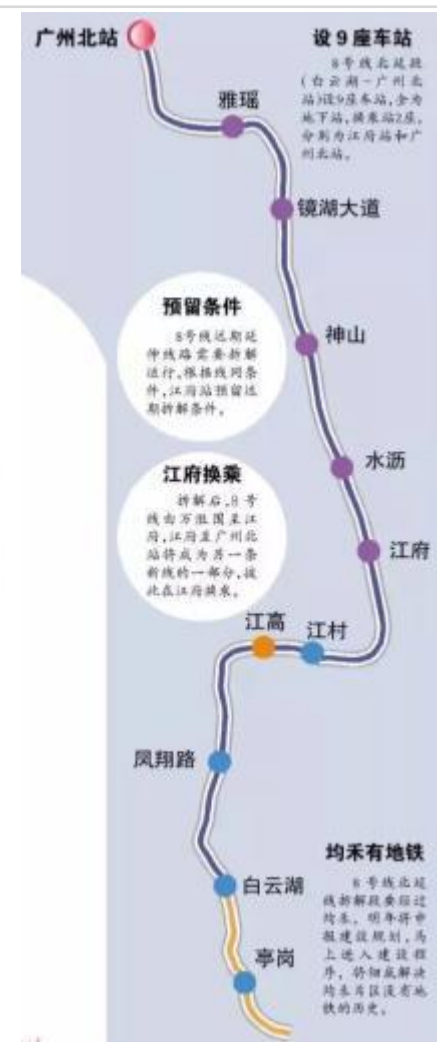 广州北站
设9座车站
8号线北延段
(白云湖-广州北
站)设9座车站,全为
地下站,换乘站2座,
分别为江府站和广
州北站。
雅瑶
镜湖大道
预留条件
8号线远期延
伸线路需要拆解
运行,根据线网条
件,江府站预留远
期拆解条件。
神山
水沥
江府换乘
拆解后,8号
线由万胜围至江
府,江府至广州北
站将成为另一条
新线的一部分,彼
此在江府换乘。
江府
江高
江村
凤翔路
均禾有地铁
8号线北延
线拆解段要经过
均禾,明年将申
报建设规划,马
上进入建设程
序,将彻底解决
均禾片区没有地
铁的历史。
白云湖
亭岗